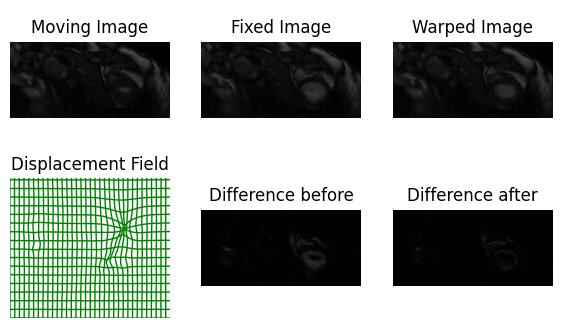 Moving Image
Fixed Image
Warped Image
Displacement Field
Difference before
Difference after